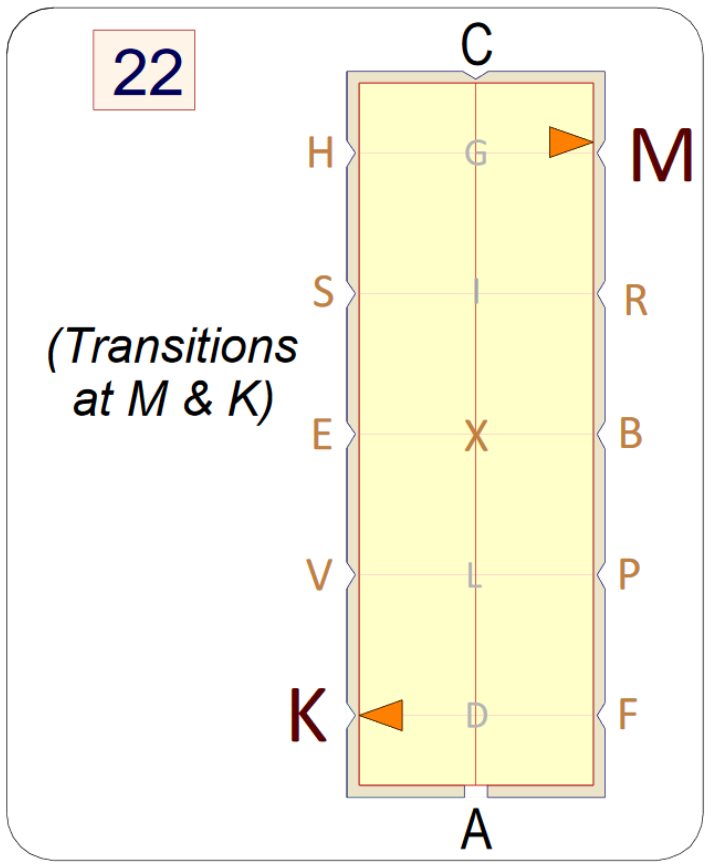 22
C
H G M
S I R
(Transitions
at M & K)
E X B
V L P
K D F
A